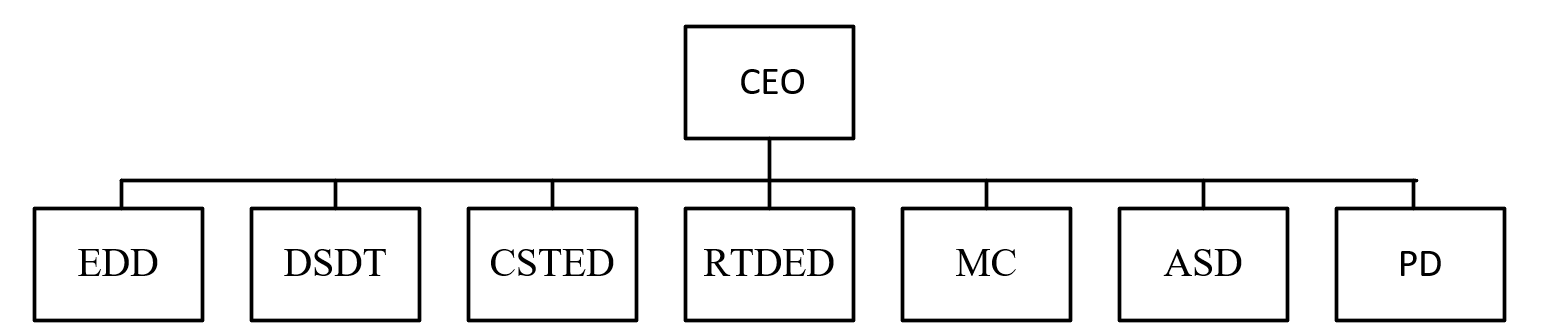 CEO
EDD
DSDT
CSTED
RTDED
MC
ASD
PD